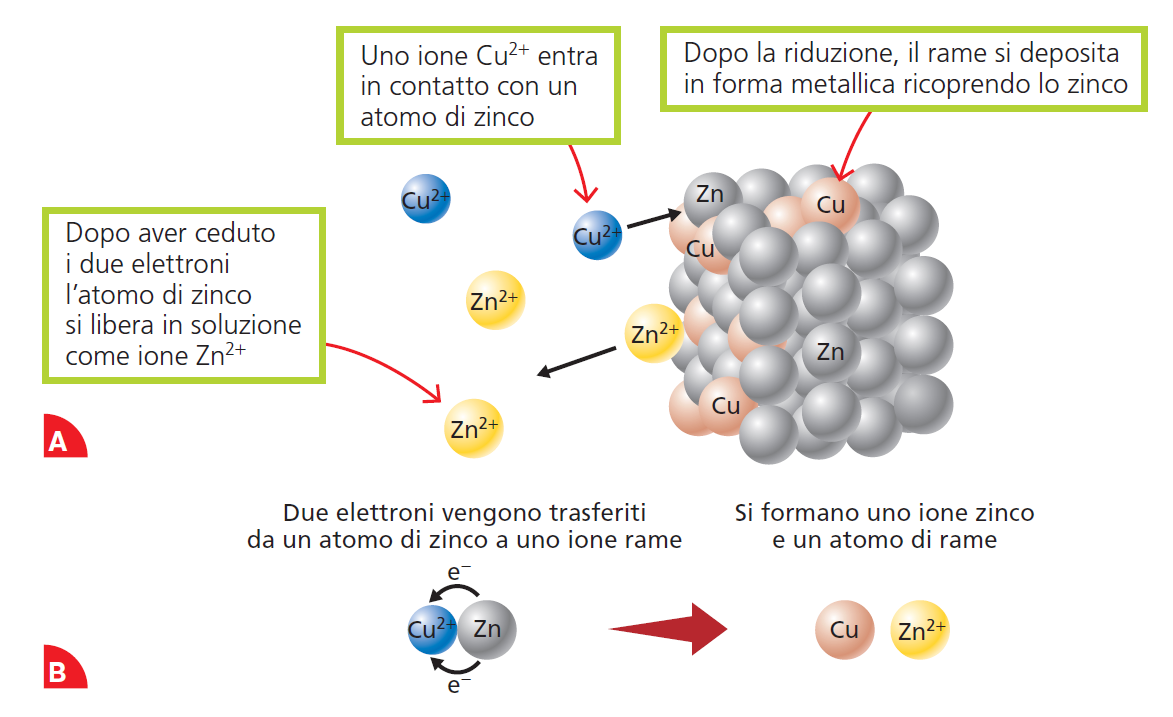 Uno ione Cu²⁺ entra
in contatto con un
atomo di zinco
Dopo la riduzione, il rame si deposita
in forma metallica ricoprendo lo zinco
Dopo aver ceduto
i due elettroni
l'atomo di zinco
si libera in soluzione
come ione Zn²⁺
Cu²⁺
Cu²⁺
Zn
Cu
Cu
Zn²⁺
Zn²⁺
Zn
Cu
Zn²⁺
A
Due elettroni vengono trasferiti
da un atomo di zinco a uno ione rame
Si formano uno ione zinco
e un atomo di rame
e⁻
Cu²⁺
Zn
e⁻
Cu
Zn²⁺
B